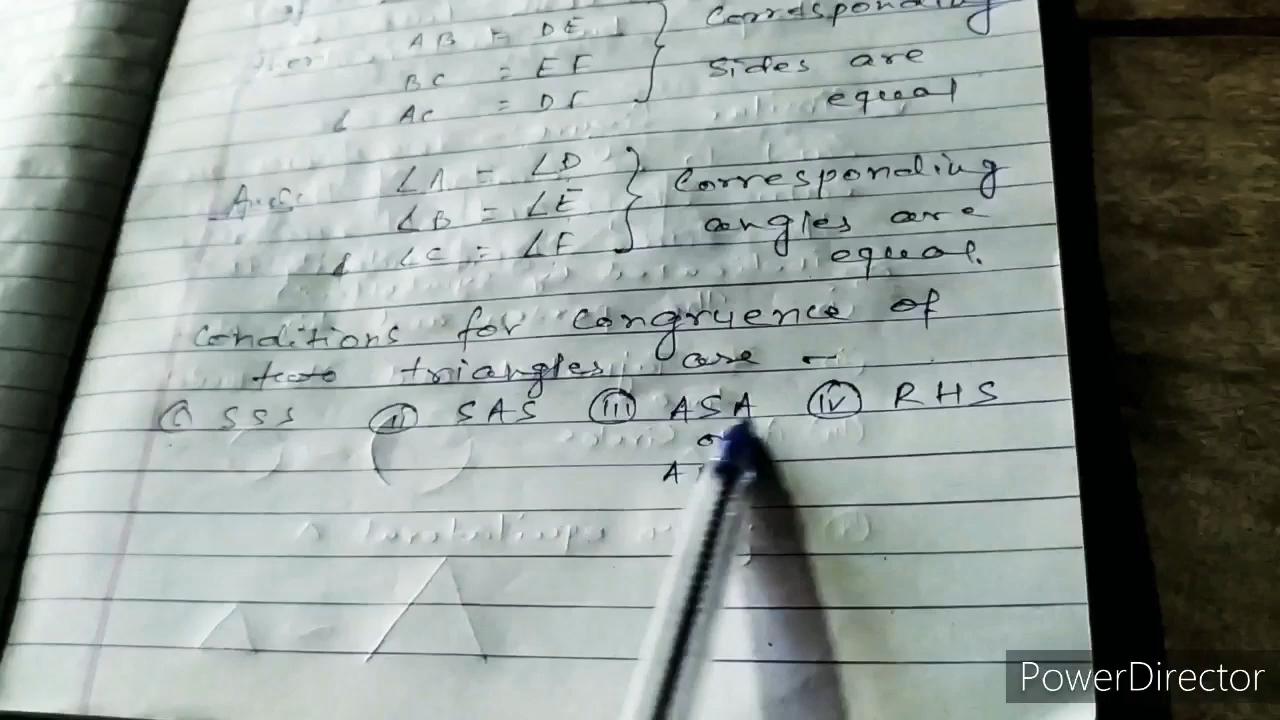 AB = DE } Corresponding
BC = EF sides are
& AC = DF equal
∠A = ∠D } Corresponding
∠B = ∠E angles are
& ∠C = ∠F equal.
Conditions for congruence of
two triangles are -
(i) SSS (ii) SAS (iii) ASA (iv) RHS
or
A
PowerDirector